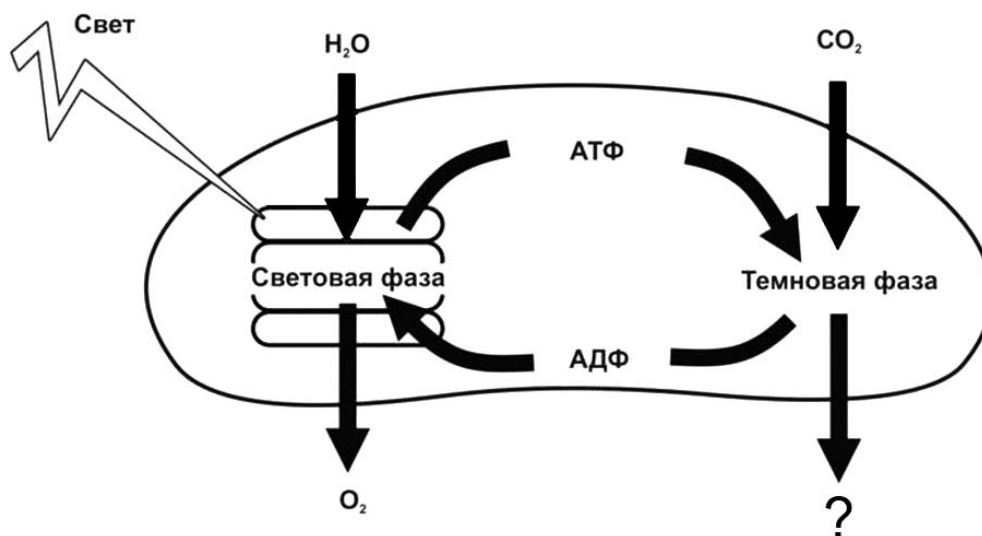 Свет
H₂O
CO₂
АТФ
Световая фаза
Темновая фаза
АДФ
O₂
?